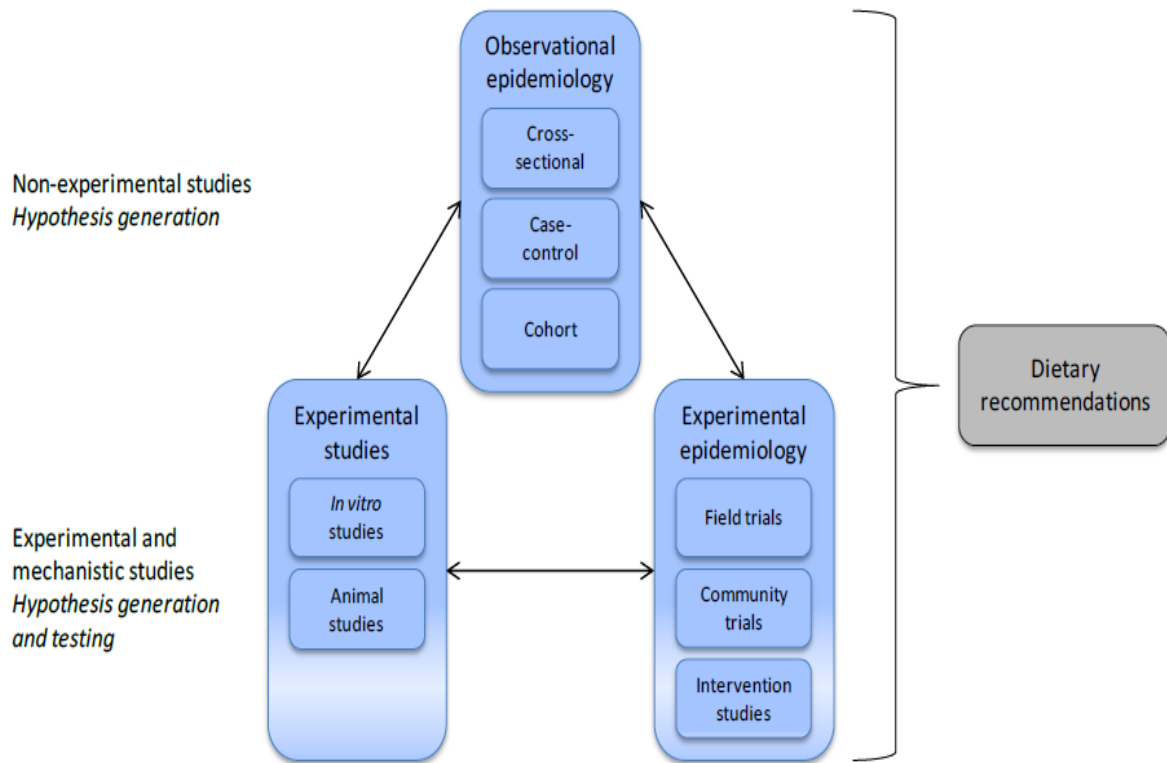 Observational
epidemiology
Cross-
sectional
Case-
control
Cohort
Non-experimental studies
Hypothesis generation
Experimental
studies
In vitro
studies
Animal
studies
Experimental
epidemiology
Field trials
Community
trials
Intervention
studies
Experimental and
mechanistic studies
Hypothesis generation
and testing
Dietary
recommendations